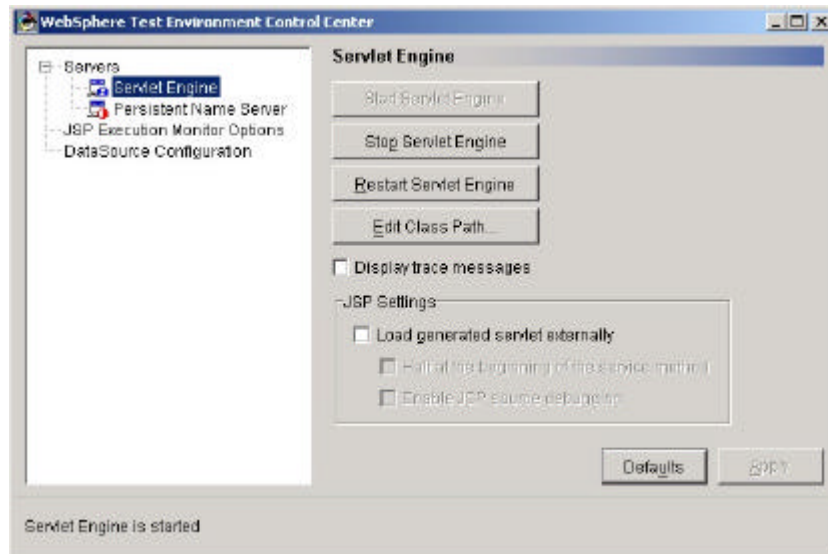 WebSphere Test Environment Control Center
Servers
Servlet Engine
Persistent Name Server
JSP Execution Monitor Options
DataSource Configuration
Servlet Engine
Start Servlet Engine
Stop Servlet Engine
Restart Servlet Engine
Edit Class Path...
Display trace messages
JSP Settings
Load generated servlet externally
Halt at the beginning of the service method
Enable JSP source debugging
Defaults
Apply
Servlet Engine is started